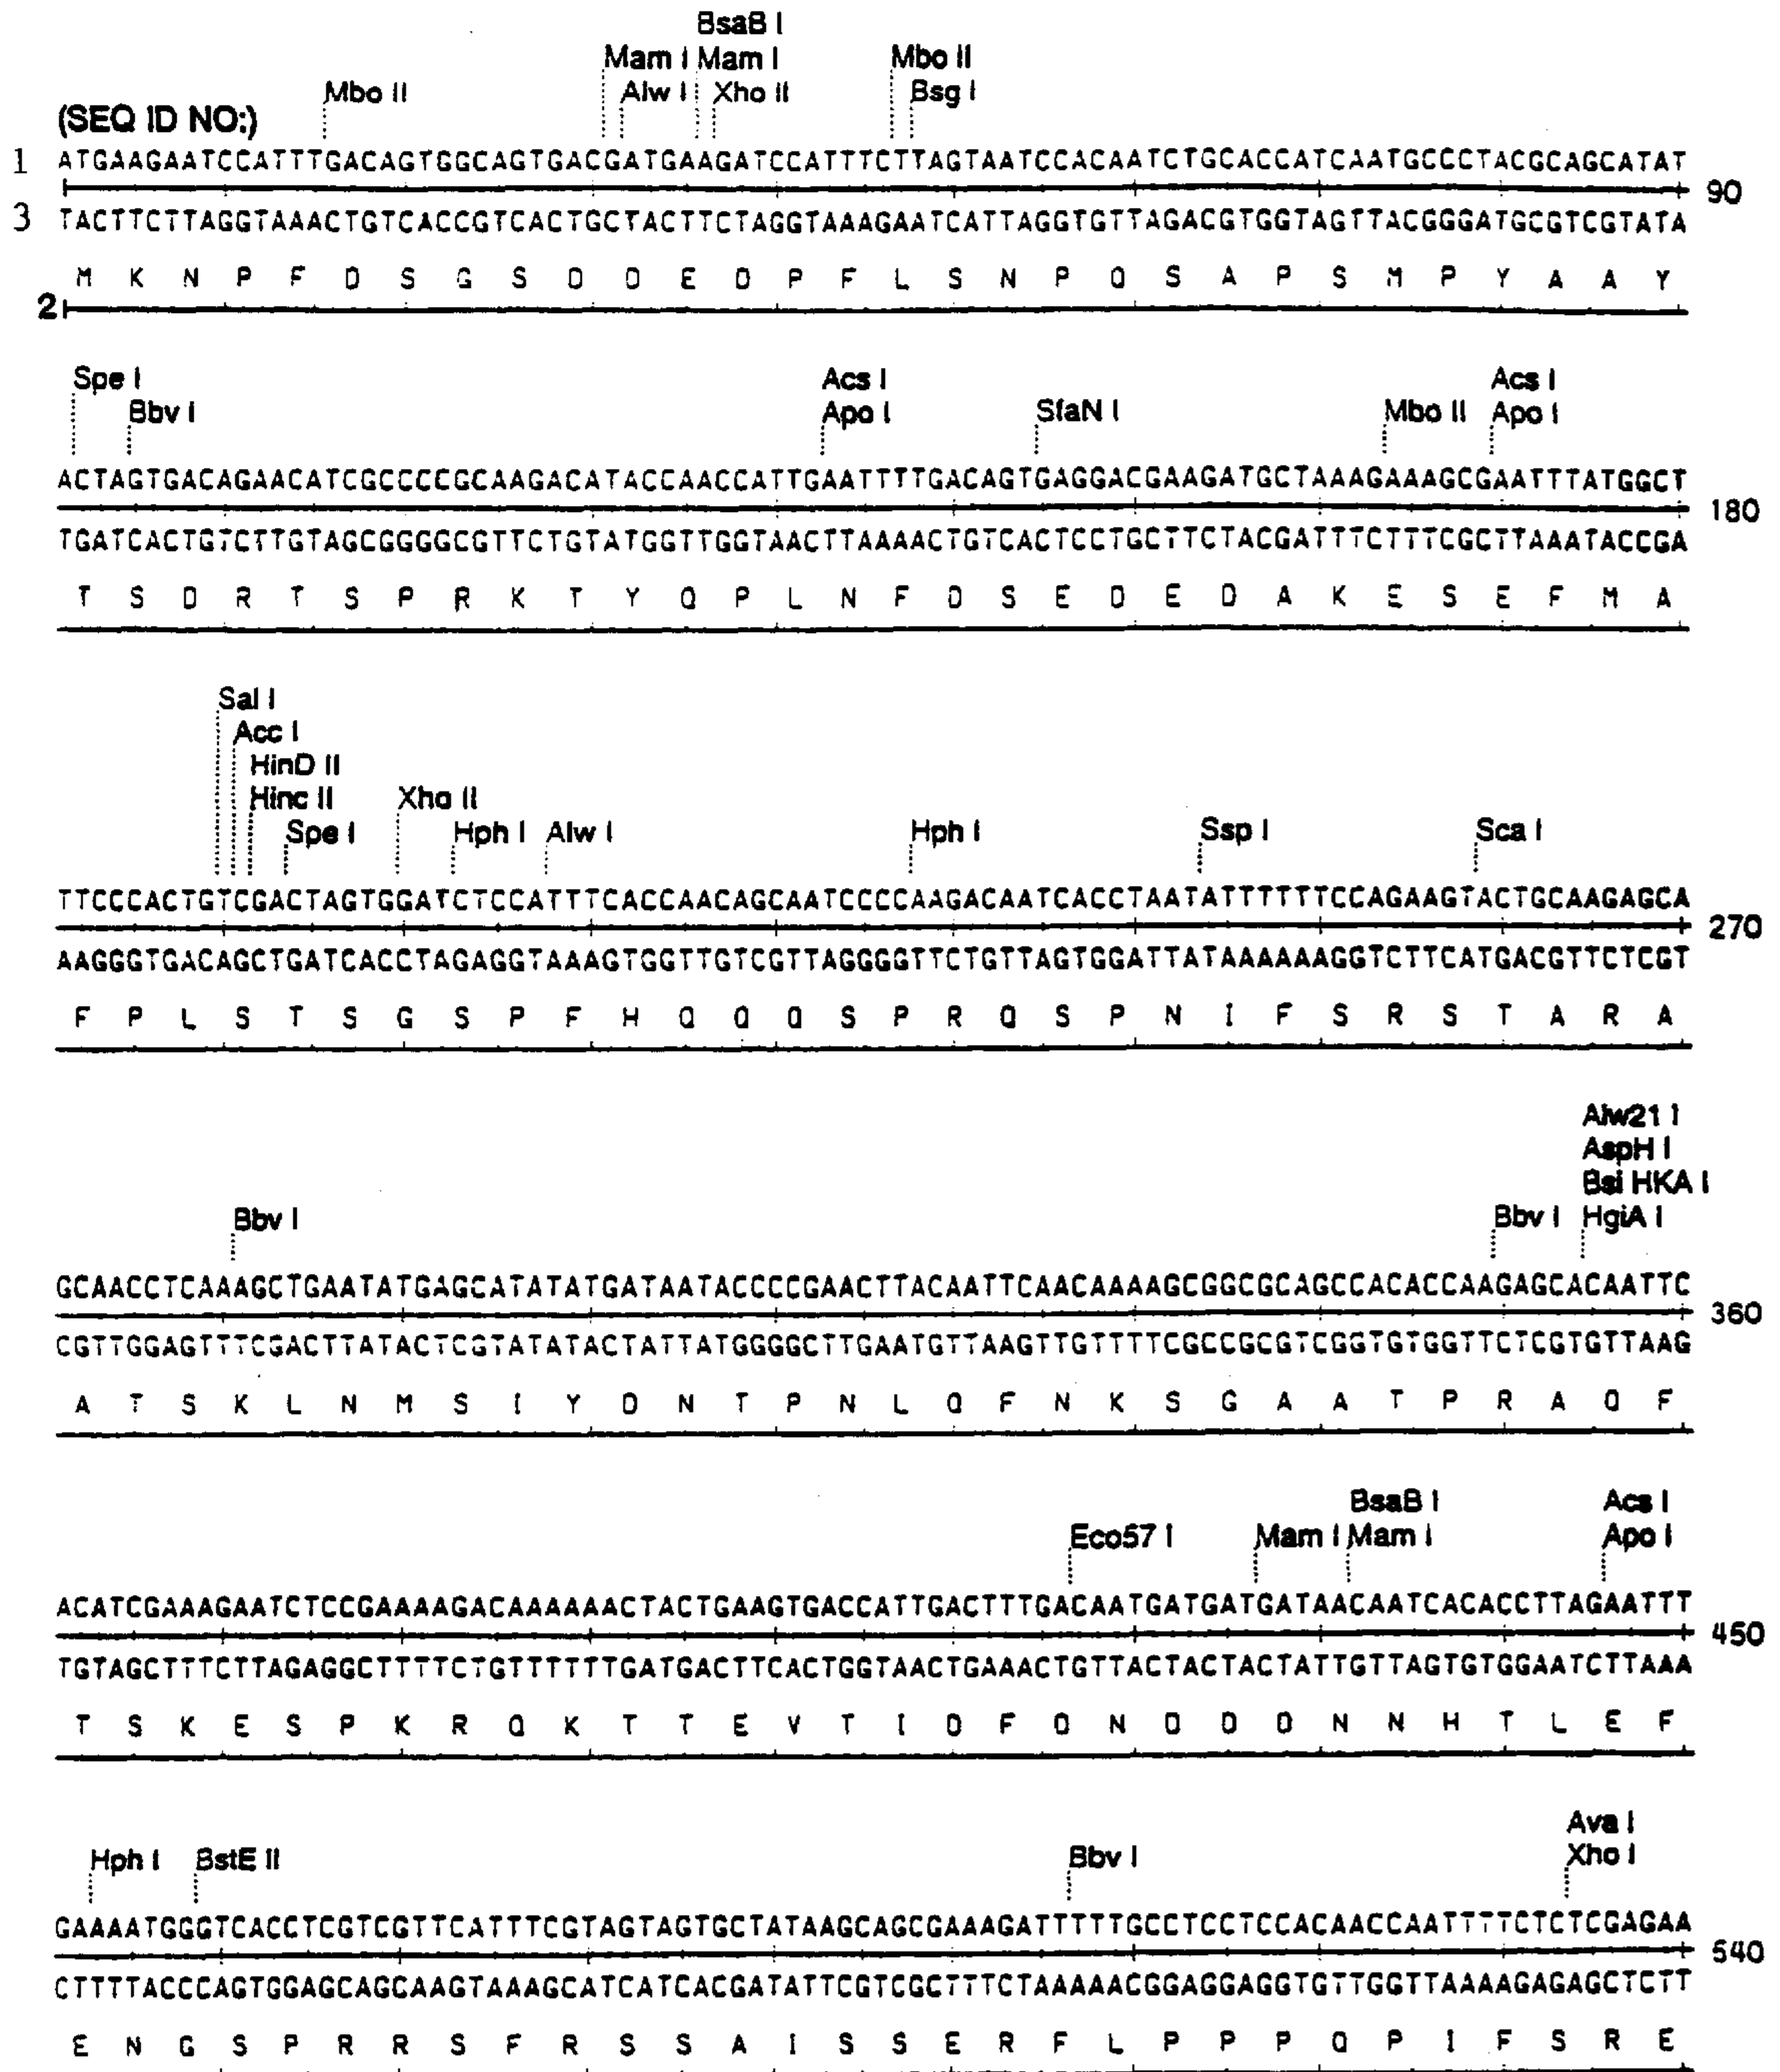 BsaB I
Mam I Mam I Mbo II
Mbo II Alw I Xho II Bsg I
(SEQ ID NO:)
1 ATGAAGAATCCATTTGACAGTGGCAGTGACGATGAAGATCCATTTCTTAGTAATCCACAATCTGCACCATCAATGCCCTACGCAGCATAT
90
3 TACTTCTTAGGTAAACTGTCACCGTCACTGCTACTTCTAGGTAAAGAATCATTAGGTGTTAGACGTGGTAGTTACGGGATGCGTCGTATA
M K N P F D S G S D D E D P F L S N P Q S A P S M P Y A A Y
2
Spe I Acs I Acs I
Bbv I Apo I SfaN I Mbo II Apo I
ACTAGTGACAGAACATCGCCCCGCAAGACATACCAACCATTGAATTTTGACAGTGAGGACGAAGATGCTAAAGAAAGCGAATTTATGGCT
180
TGATCACTGTCTTGTAGCGGGGCGTTCTGTATGGTTGGTAACTTAAAACTGTCACTCCTGCTTCTACGATTTCTTTCGCTTAAATACCGA
T S D R T S P R K T Y Q P L N F D S E D E D A K E S E F M A
Sal I
Acc I
HinD II
Hinc II Xho II
Spe I Hph I Alw I Hph I Ssp I Sca I
TTCCCACTGTCGACTAGTGGATCTCCATTTCACCAACAGCAATCCCCAAGACAATCACCTAATATTTTTTCCAGAAGTACTGCAAGAGCA
270
AAGGGTGACAGCTGATCACCTAGAGGTAAAGTGGTTGTCGTTAGGGGTTCTGTTAGTGGATTATAAAAAAGGTCTTCATGACGTTCTCGT
F P L S T S G S P F H Q Q Q S P R Q S P N I F S R S T A R A
Alw21 I
AspH I
Bsi HKA I
Bbv I Bbv I HgiA I
GCAACCTCAAAGCTGAATATGAGCATATATGATAATACCCCGAACTTACAATTCAACAAAAGCGGCGCAGCCACACCAAGAGCACAATTC
360
CGTTGGAGTTTCGACTTATACTCGTATATACTATTATGGGGCTTGAATGTTAAGTTGTTTTCGCCGCGTCGGTGTGGTTCTCGTGTTAAG
A T S K L N M S I Y D N T P N L Q F N K S G A A T P R A Q F
BsaB I Acs I
Eco57 I Mam I Mam I Apo I
ACATCGAAAGAATCTCCGAAAAGACAAAAAACTACTGAAGTGACCATTGACTTTGACAATGATGATGATAACAATCACACCTTAGAATTT
450
TGTAGCTTTCTTAGAGGCTTTTCTGTTTTTTGATGACTTCACTGGTAACTGAAACTGTTACTACTACTATTGTTAGTGTGGAATCTTAAA
T S K E S P K R Q K T T E V T I D F D N D D D N N H T L E F
Ava I
Hph I BstE II Bbv I Xho I
GAAAATGGGTCACCTCGTCGTTCATTTCGTAGTAGTGCTATAAGCAGCGAAAGATTTTTGCCTCCTCCACAACCAATTTTCTCTCGAGAA
540
CTTTTACCCAGTGGAGCAGCAAGTAAAGCATCATCACGATATTCGTCGCTTTCTAAAAACGGAGGAGGTGTTGGTTAAAAGAGAGCTCTT
E N G S P R R S F R S S A I S S E R F L P P P Q P I F S R E